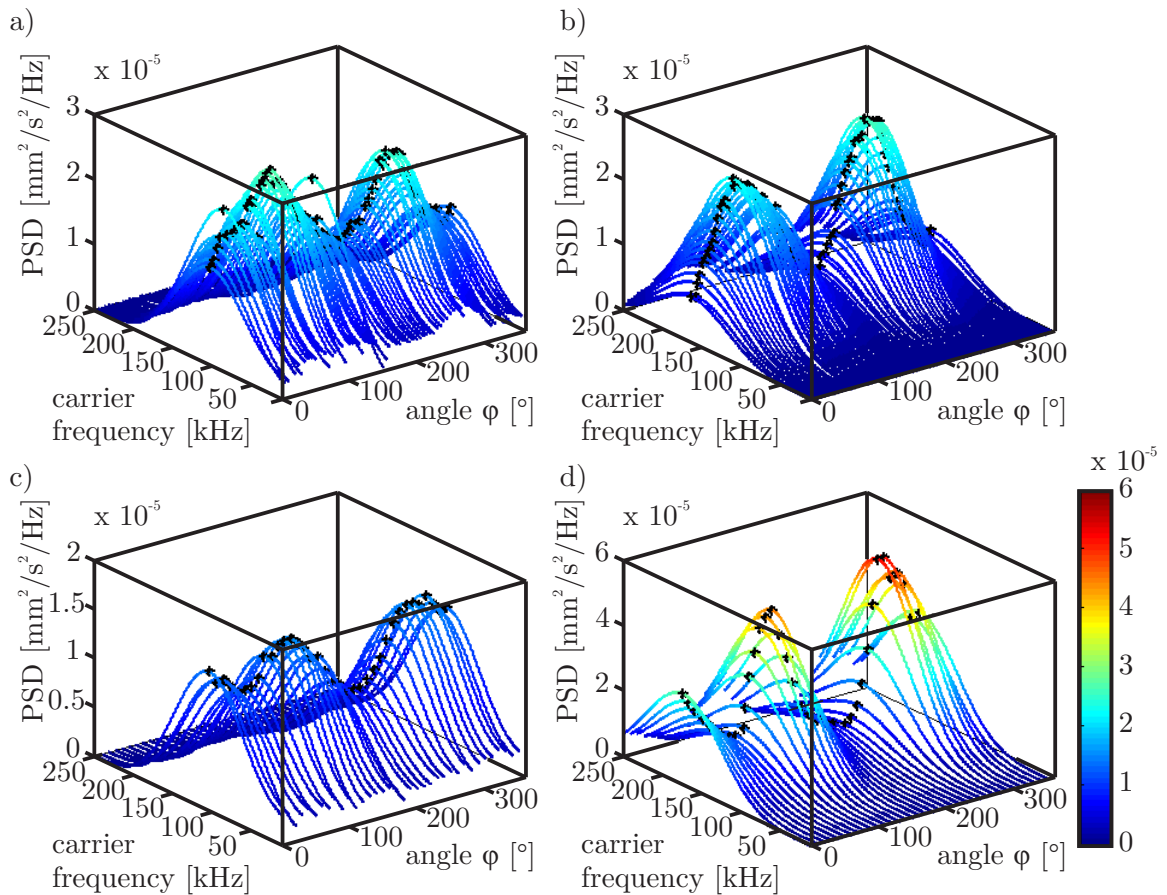 a)
x 10⁻⁵
PSD [mm²/s²/Hz]
3
2
1
0
250
200
150
100
50
carrier
frequency [kHz]
0
100
200
300
angle φ [°]
b)
x 10⁻⁵
PSD [mm²/s²/Hz]
3
2
1
0
250
200
150
100
50
carrier
frequency [kHz]
0
100
200
300
angle φ [°]
c)
x 10⁻⁵
PSD [mm²/s²/Hz]
2
1.5
1
0.5
0
250
200
150
100
50
carrier
frequency [kHz]
0
100
200
300
angle φ [°]
d)
x 10⁻⁵
PSD [mm²/s²/Hz]
6
4
2
0
250
200
150
100
50
carrier
frequency [kHz]
0
100
200
300
angle φ [°]
x 10⁻⁵
6
5
4
3
2
1
0